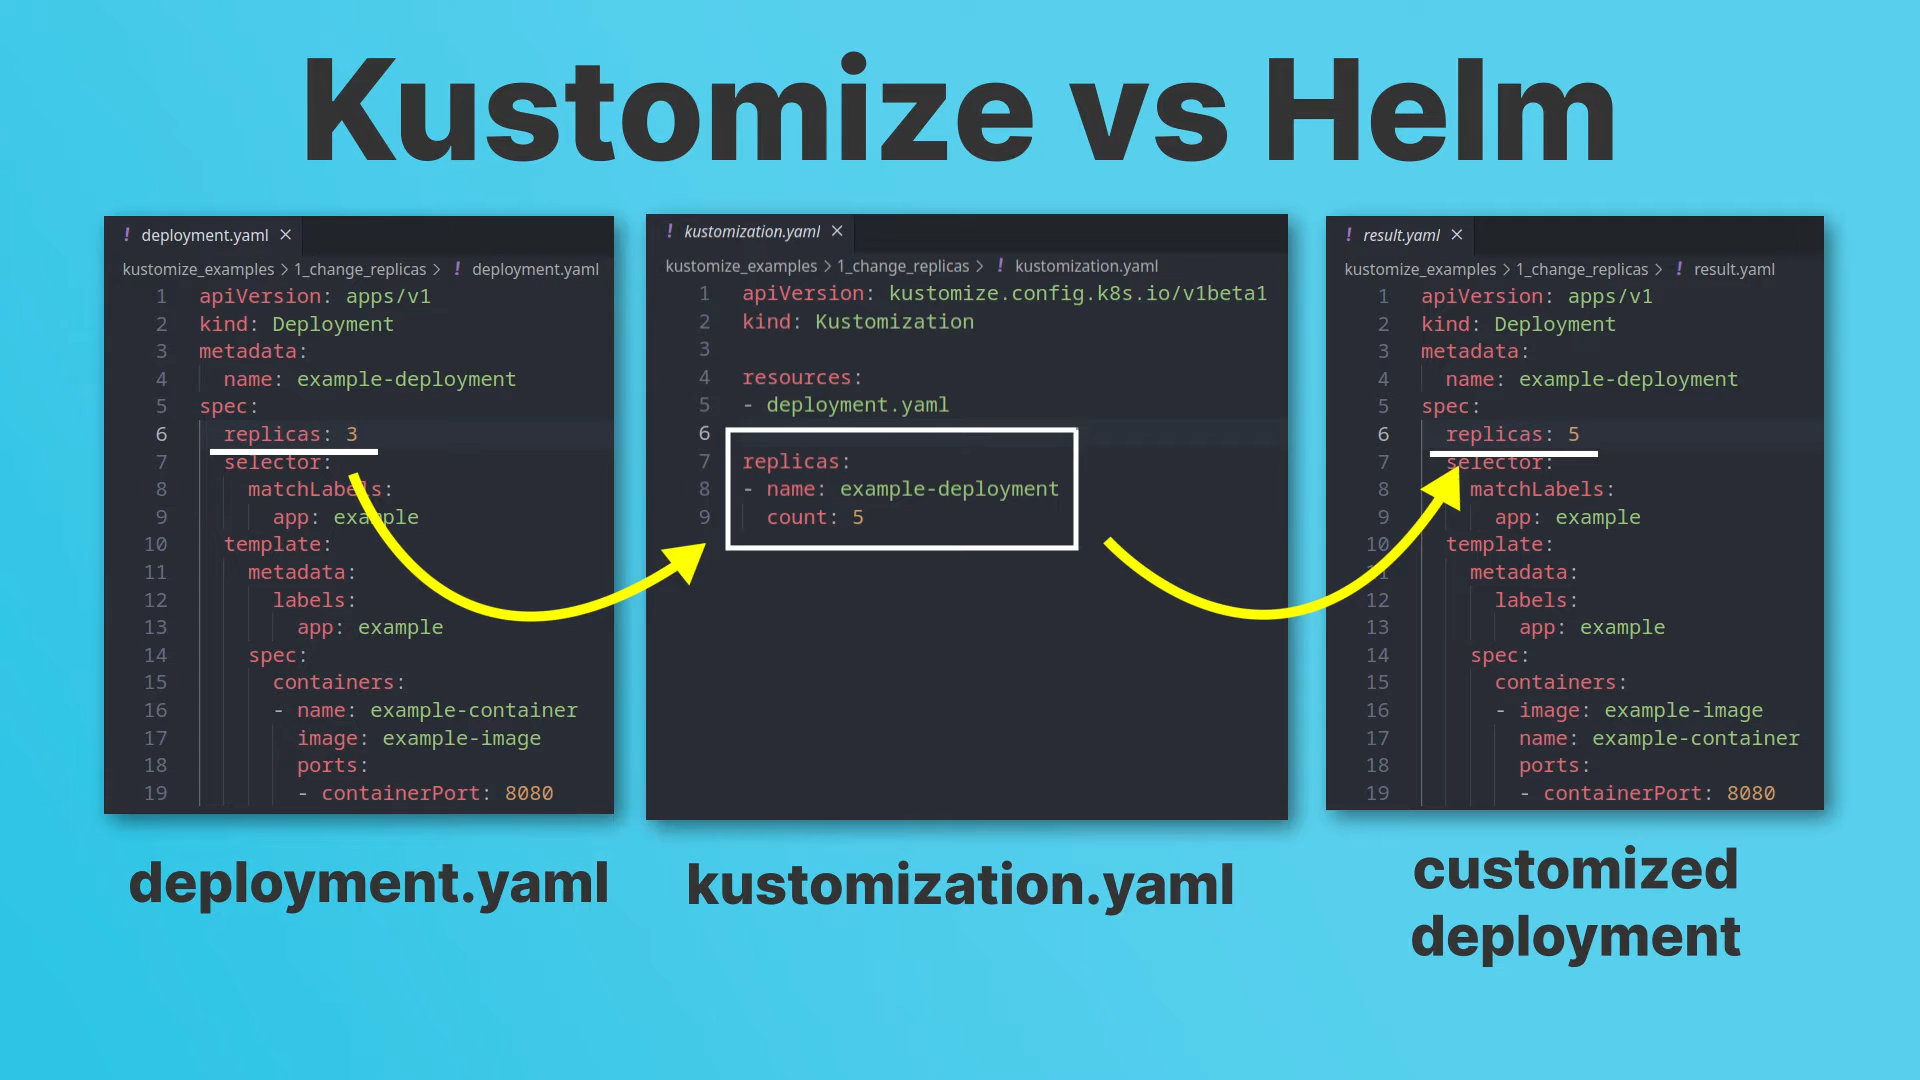 Kustomize vs Helm
! deployment.yaml ×
kustomize_examples > 1_change_replicas > ! deployment.yaml
1 apiVersion: apps/v1
2 kind: Deployment
3 metadata:
4   name: example-deployment
5 spec:
6   replicas: 3
7   selector:
8     matchLabels:
9       app: example
10   template:
11     metadata:
12       labels:
13         app: example
14     spec:
15       containers:
16       - name: example-container
17         image: example-image
18         ports:
19         - containerPort: 8080
deployment.yaml
! kustomization.yaml ×
kustomize_examples > 1_change_replicas > ! kustomization.yaml
1 apiVersion: kustomize.config.k8s.io/v1beta1
2 kind: Kustomization
3
4 resources:
5 - deployment.yaml
6
7 replicas:
8 - name: example-deployment
9   count: 5
kustomization.yaml
! result.yaml ×
kustomize_examples > 1_change_replicas > ! result.yaml
1 apiVersion: apps/v1
2 kind: Deployment
3 metadata:
4   name: example-deployment
5 spec:
6   replicas: 5
7   selector:
8     matchLabels:
9       app: example
10   template:
11     metadata:
12       labels:
13         app: example
14     spec:
15       containers:
16       - image: example-image
17         name: example-container
18         ports:
19         - containerPort: 8080
customized
deployment